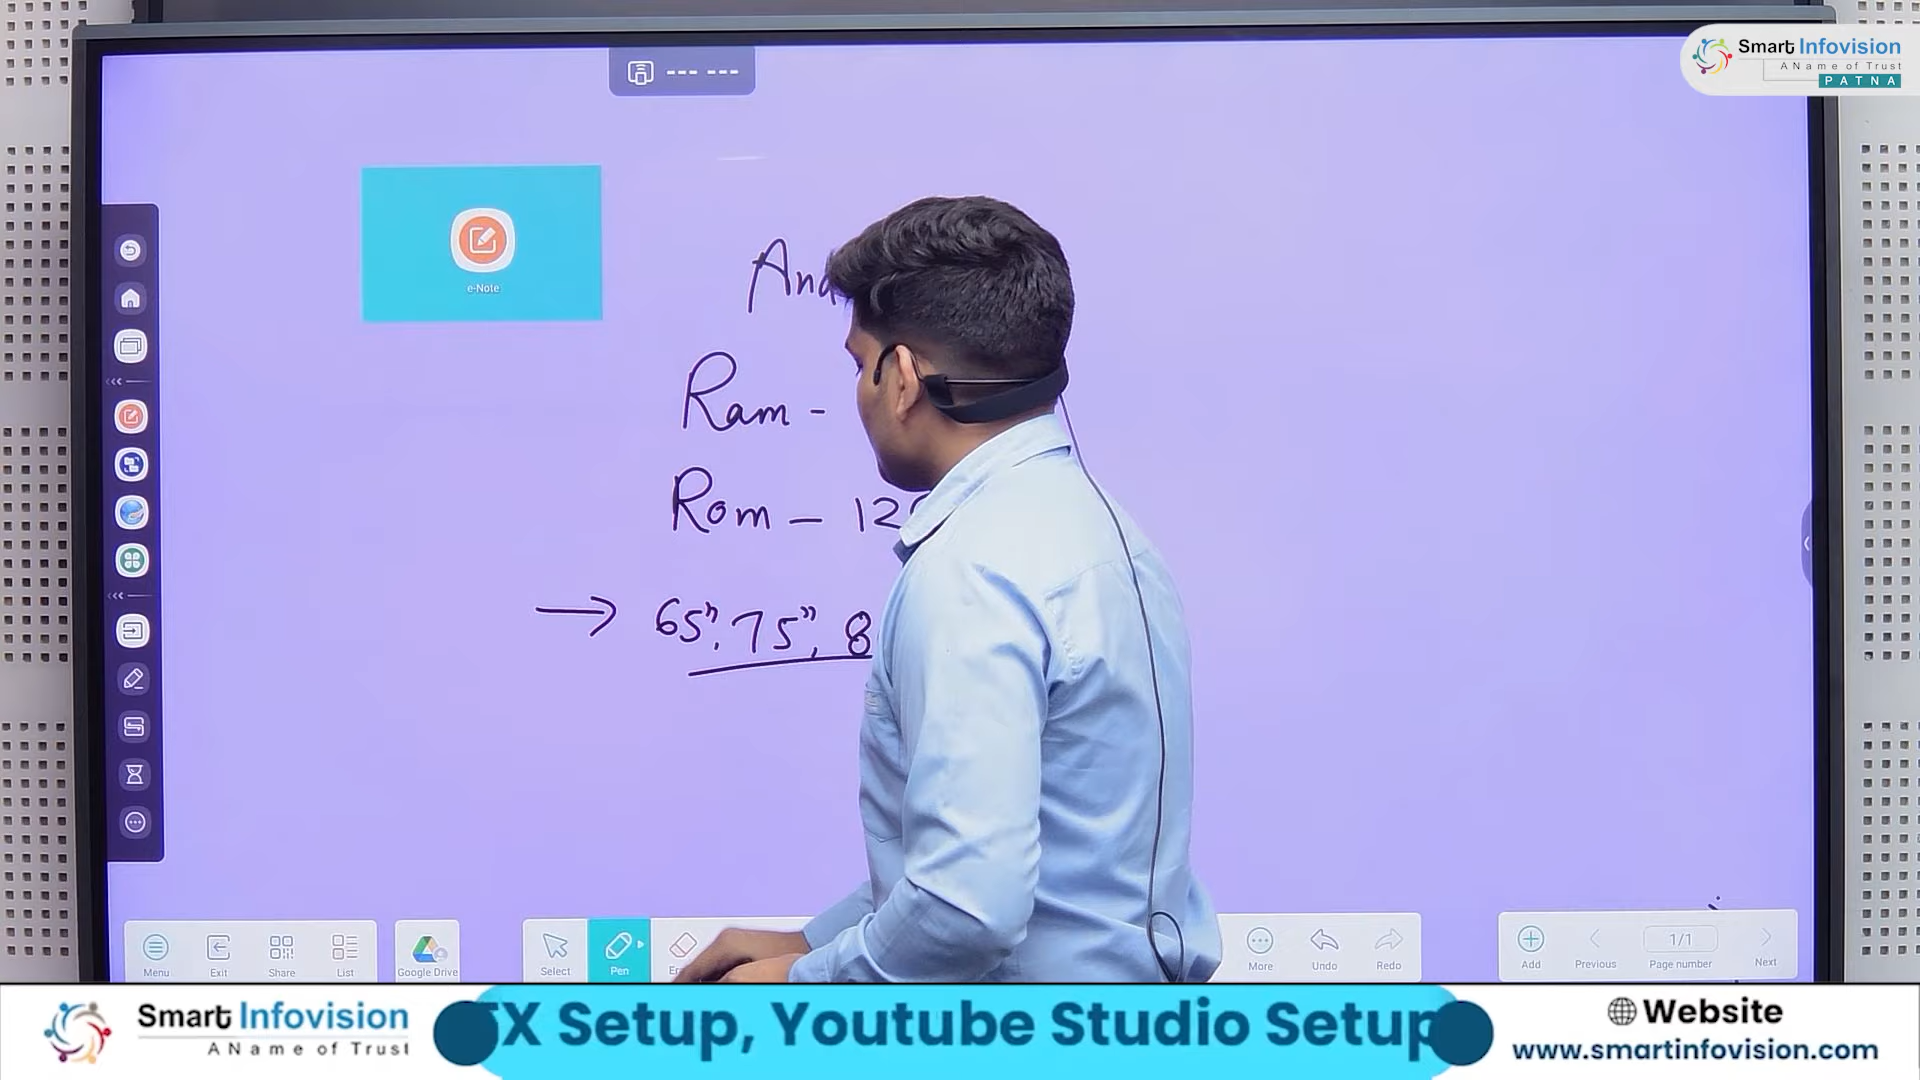 Smart Infovision
A Name of Trust
PATNA
e-Note
Ram -
Rom - 12
→ 65", 75", 8
Menu
Exit
Share
List
Google Drive
Select
Pen
More
Undo
Redo
Add
Previous
1/1
Page number
Next
Smart Infovision
A Name of Trust
X Setup, Youtube Studio Setup
Website
www.smartinfovision.com